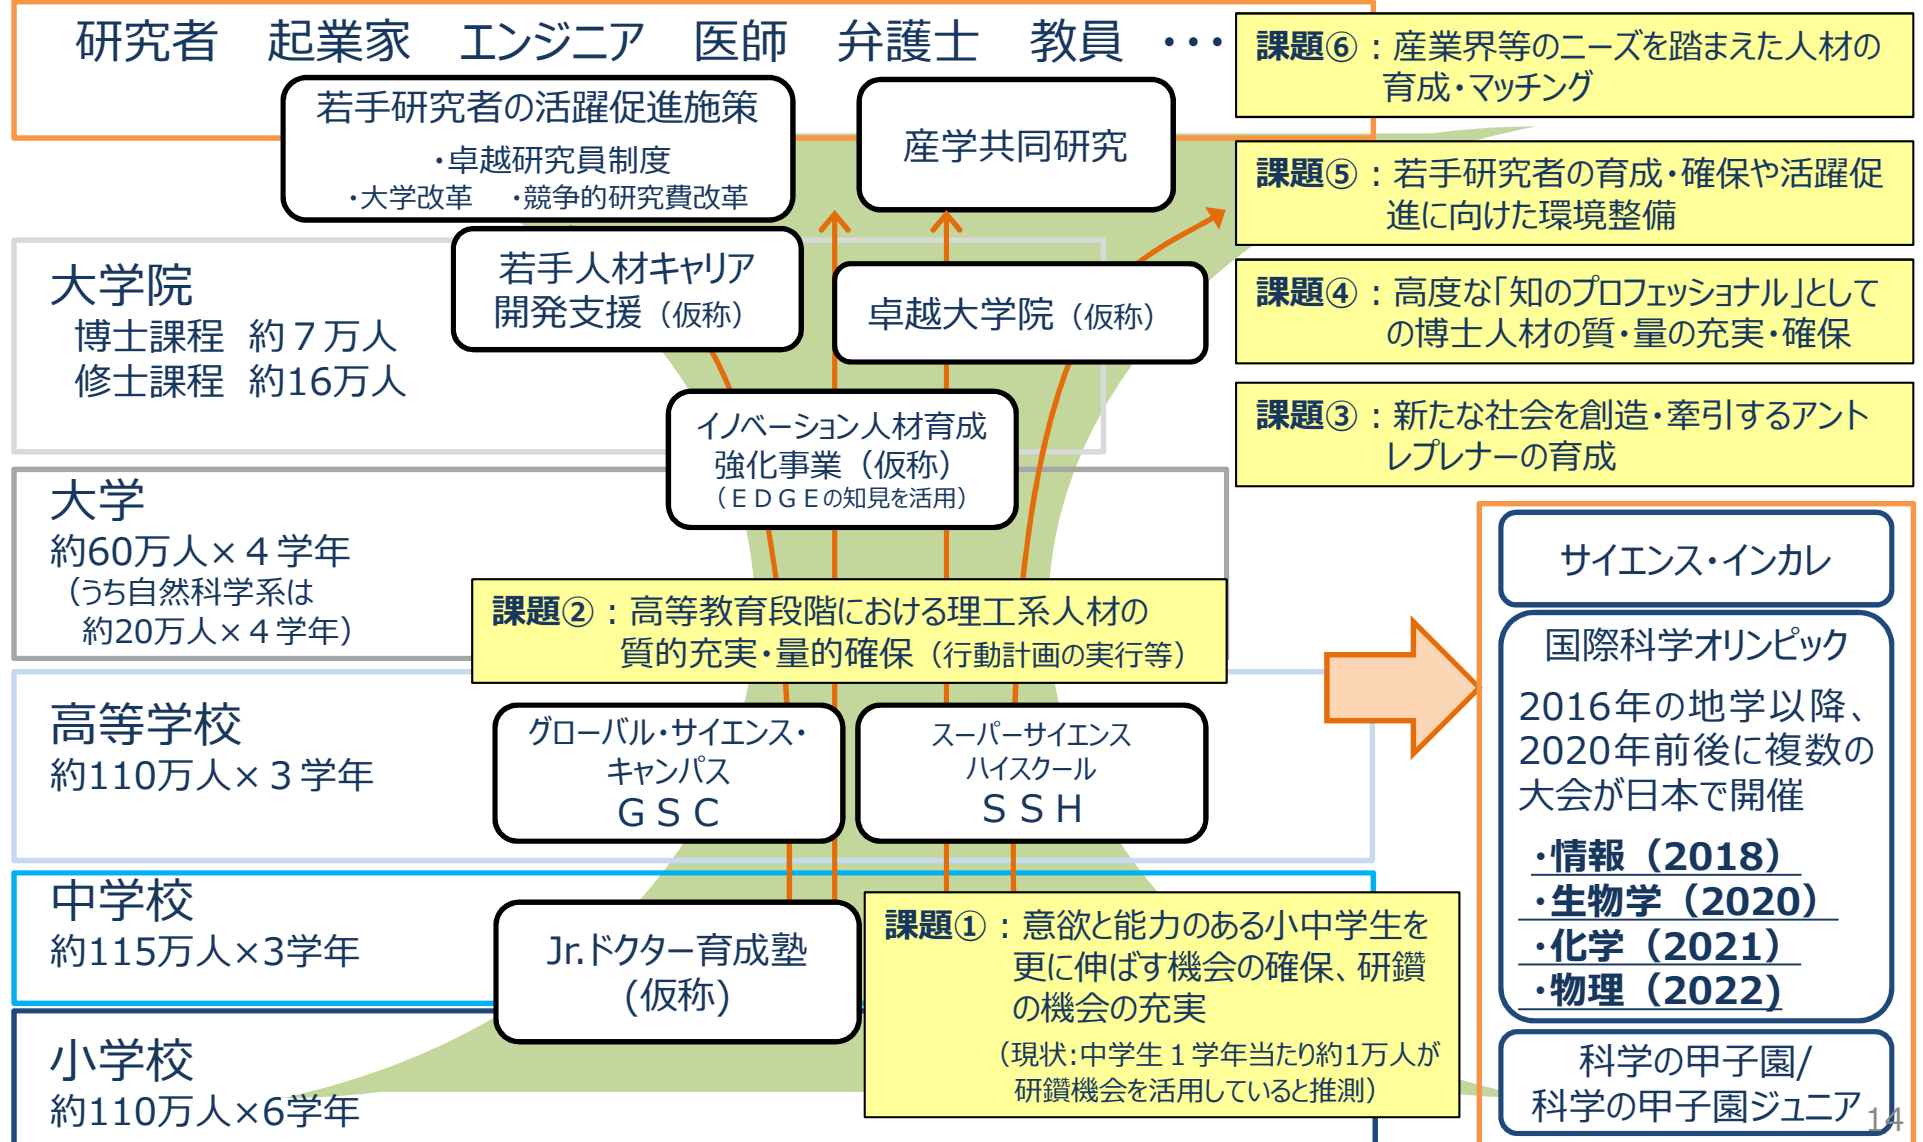 研究者　起業家　エンジニア　医師　弁護士　教員　・・・
若手研究者の活躍促進施策
・卓越研究員制度
・大学改革　・競争的研究費改革
産学共同研究
課題⑥：産業界等のニーズを踏まえた人材の
育成・マッチング
課題⑤：若手研究者の育成・確保や活躍促
進に向けた環境整備
大学院
博士課程　約７万人
修士課程　約16万人
若手人材キャリア
開発支援（仮称）
卓越大学院（仮称）
課題④：高度な「知のプロフェッショナル」として
の博士人材の質・量の充実・確保
イノベーション人材育成
強化事業（仮称）
（ＥＤＧＥの知見を活用）
課題③：新たな社会を創造・牽引するアント
レプレナーの育成
大学
約60万人×４学年
（うち自然科学系は
約20万人×４学年）
課題②：高等教育段階における理工系人材の
質的充実・量的確保（行動計画の実行等）
高等学校
約110万人×３学年
グローバル・サイエンス・
キャンパス
ＧＳＣ
スーパーサイエンス
ハイスクール
ＳＳＨ
中学校
約115万人×3学年
Jr.ドクター育成塾
(仮称)
課題①：意欲と能力のある小中学生を
更に伸ばす機会の確保、研鑽
の機会の充実
（現状:中学生１学年当たり約1万人が
研鑽機会を活用していると推測）
小学校
約110万人×6学年
サイエンス・インカレ
国際科学オリンピック
2016年の地学以降、
2020年前後に複数の
大会が日本で開催
・情報（2018）
・生物学（2020）
・化学（2021）
・物理（2022)
科学の甲子園/
科学の甲子園ジュニア
14